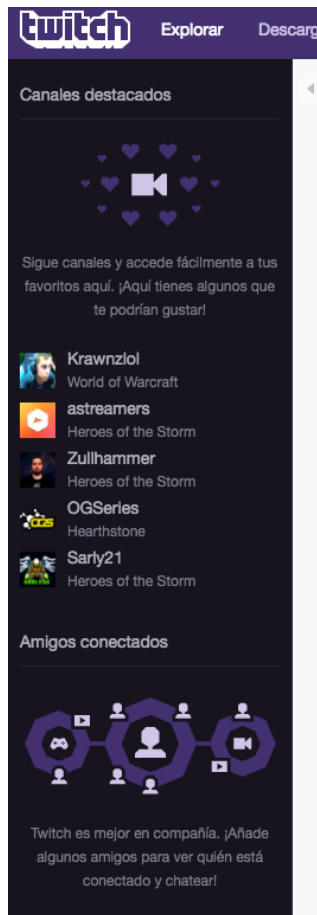 twitch Explorar
Canales destacados
Sigue canales y accede fácilmente a tus
favoritos aquí. ¡Aquí tienes algunos que
te podrían gustar!
Krawnzlol
World of Warcraft
astreamers
Heroes of the Storm
Zullhammer
Heroes of the Storm
OGSeries
Hearthstone
Sarly21
Heroes of the Storm
Amigos conectados
Twitch es mejor en compañía. ¡Añade
algunos amigos para ver quién está
conectado y chatear!